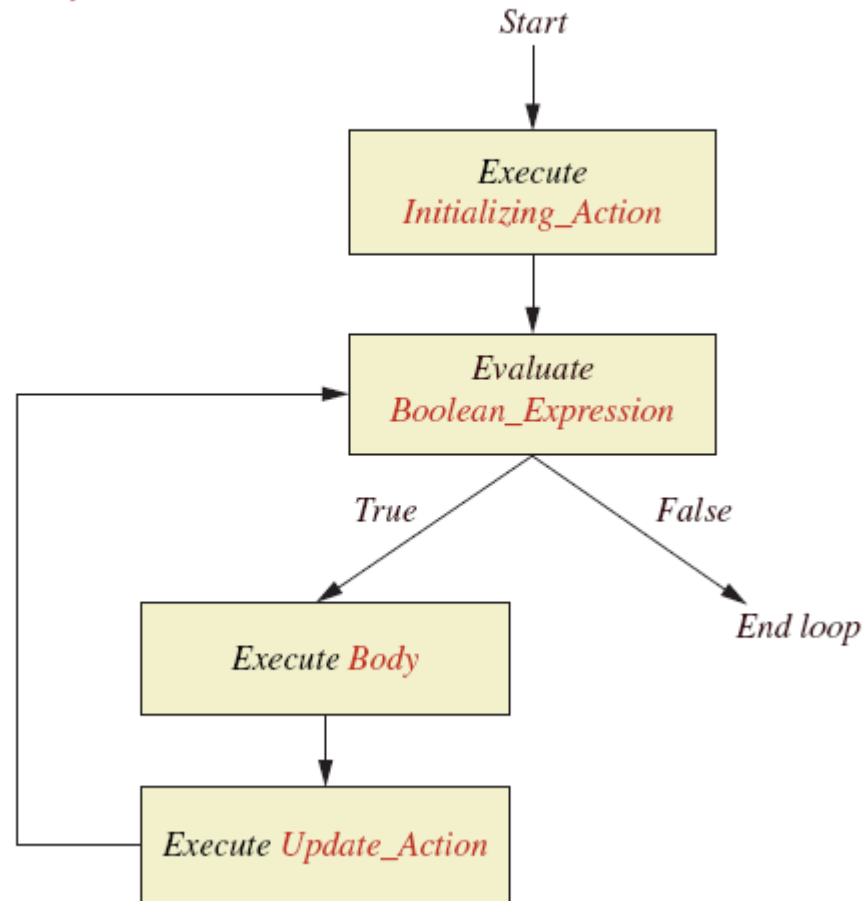 Start
Execute
Initializing_Action
Evaluate
Boolean_Expression
True
False
End loop
Execute Body
Execute Update_Action